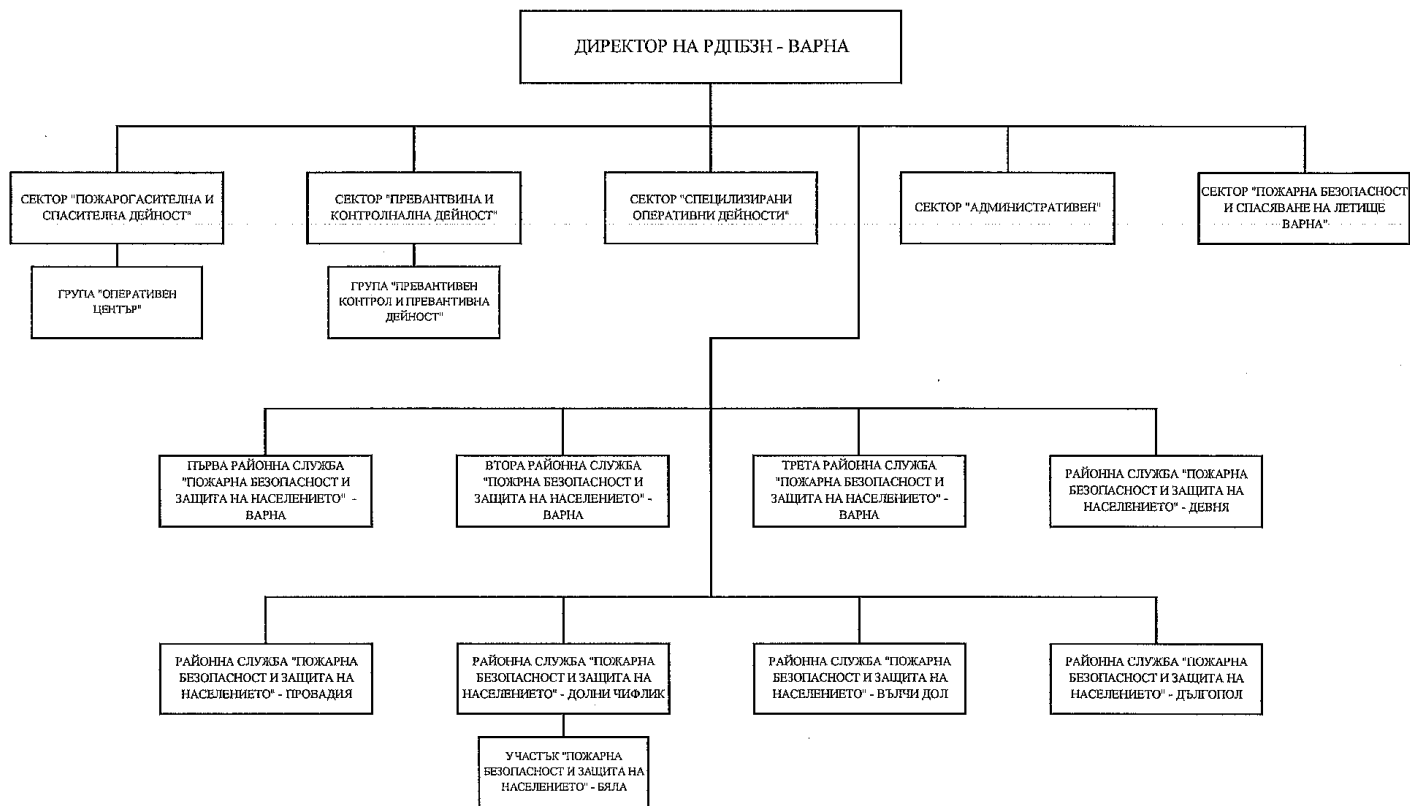 ДИРЕКТОР НА РДПБЗН - ВАРНА
СЕКТОР "ПОЖАРОГАСИТЕЛНА И
СПАСИТЕЛНА ДЕЙНОСТ"
СЕКТОР "ПРЕВАНТВИНА И
КОНТРОЛНАЛНА ДЕЙНОСТ"
СЕКТОР "СПЕЦИЛИЗИРАНИ
ОПЕРАТИВНИ ДЕЙНОСТИ"
СЕКТОР "АДМИНИСТРАТИВЕН"
СЕКТОР "ПОЖАРНА БЕЗОПАСНОСТ
И СПАСЯВАНЕ НА ЛЕТИЩЕ
ВАРНА"
ГРУПА "ОПЕРАТИВЕН
ЦЕНТЪР"
ГРУПА "ПРЕВАНТИВЕН
КОНТРОЛ И ПРЕВАНТИВНА
ДЕЙНОСТ"
ПЪРВА РАЙОННА СЛУЖБА
"ПОЖАРНА БЕЗОПАСНОСТ И
ЗАЩИТА НА НАСЕЛЕНИЕТО" -
ВАРНА
ВТОРА РАЙОННА СЛУЖБА
"ПОЖРНА БЕЗОПАСНОСТ И
ЗАЩИТА НА НАСЕЛЕНИЕТО" -
ВАРНА
ТРЕТА РАЙОННА СЛУЖБА
"ПОЖАРНА БЕЗОПАСНОСТ И
ЗАЩИТА НА НАСЕЛЕНИЕТО" -
ВАРНА
РАЙОННА СЛУЖБА "ПОЖАРНА
БЕЗОПАСНОСТ И ЗАЩИТА НА
НАСЕЛЕНИЕТО" - ДЕВНЯ
РАЙОННА СЛУЖБА "ПОЖАРНА
БЕЗОПАСНОСТ И ЗАЩИТА НА
НАСЕЛЕНИЕТО" - ПРОВАДИЯ
РАЙОННА СЛУЖБА "ПОЖАРНА
БЕЗОПАСНОСТ И ЗАЩИТА НА
НАСЕЛЕНИЕТО" - ДОЛНИ ЧИФЛИК
РАЙОННА СЛУЖБА "ПОЖАРНА
БЕЗОПАСНОСТ И ЗАЩИТА НА
НАСЕЛЕНИЕТО" - ВЪЛЧИ ДОЛ
РАЙОННА СЛУЖБА "ПОЖАРНА
БЕЗОПАСНОСТ И ЗАЩИТА НА
НАСЕЛЕНИЕТО" - ДЪЛГОПОЛ
УЧАСТЪК "ПОЖАРНА
БЕЗОПАСНОСТ И ЗАЩИТА НА
НАСЕЛЕНИЕТО" - БЯЛА